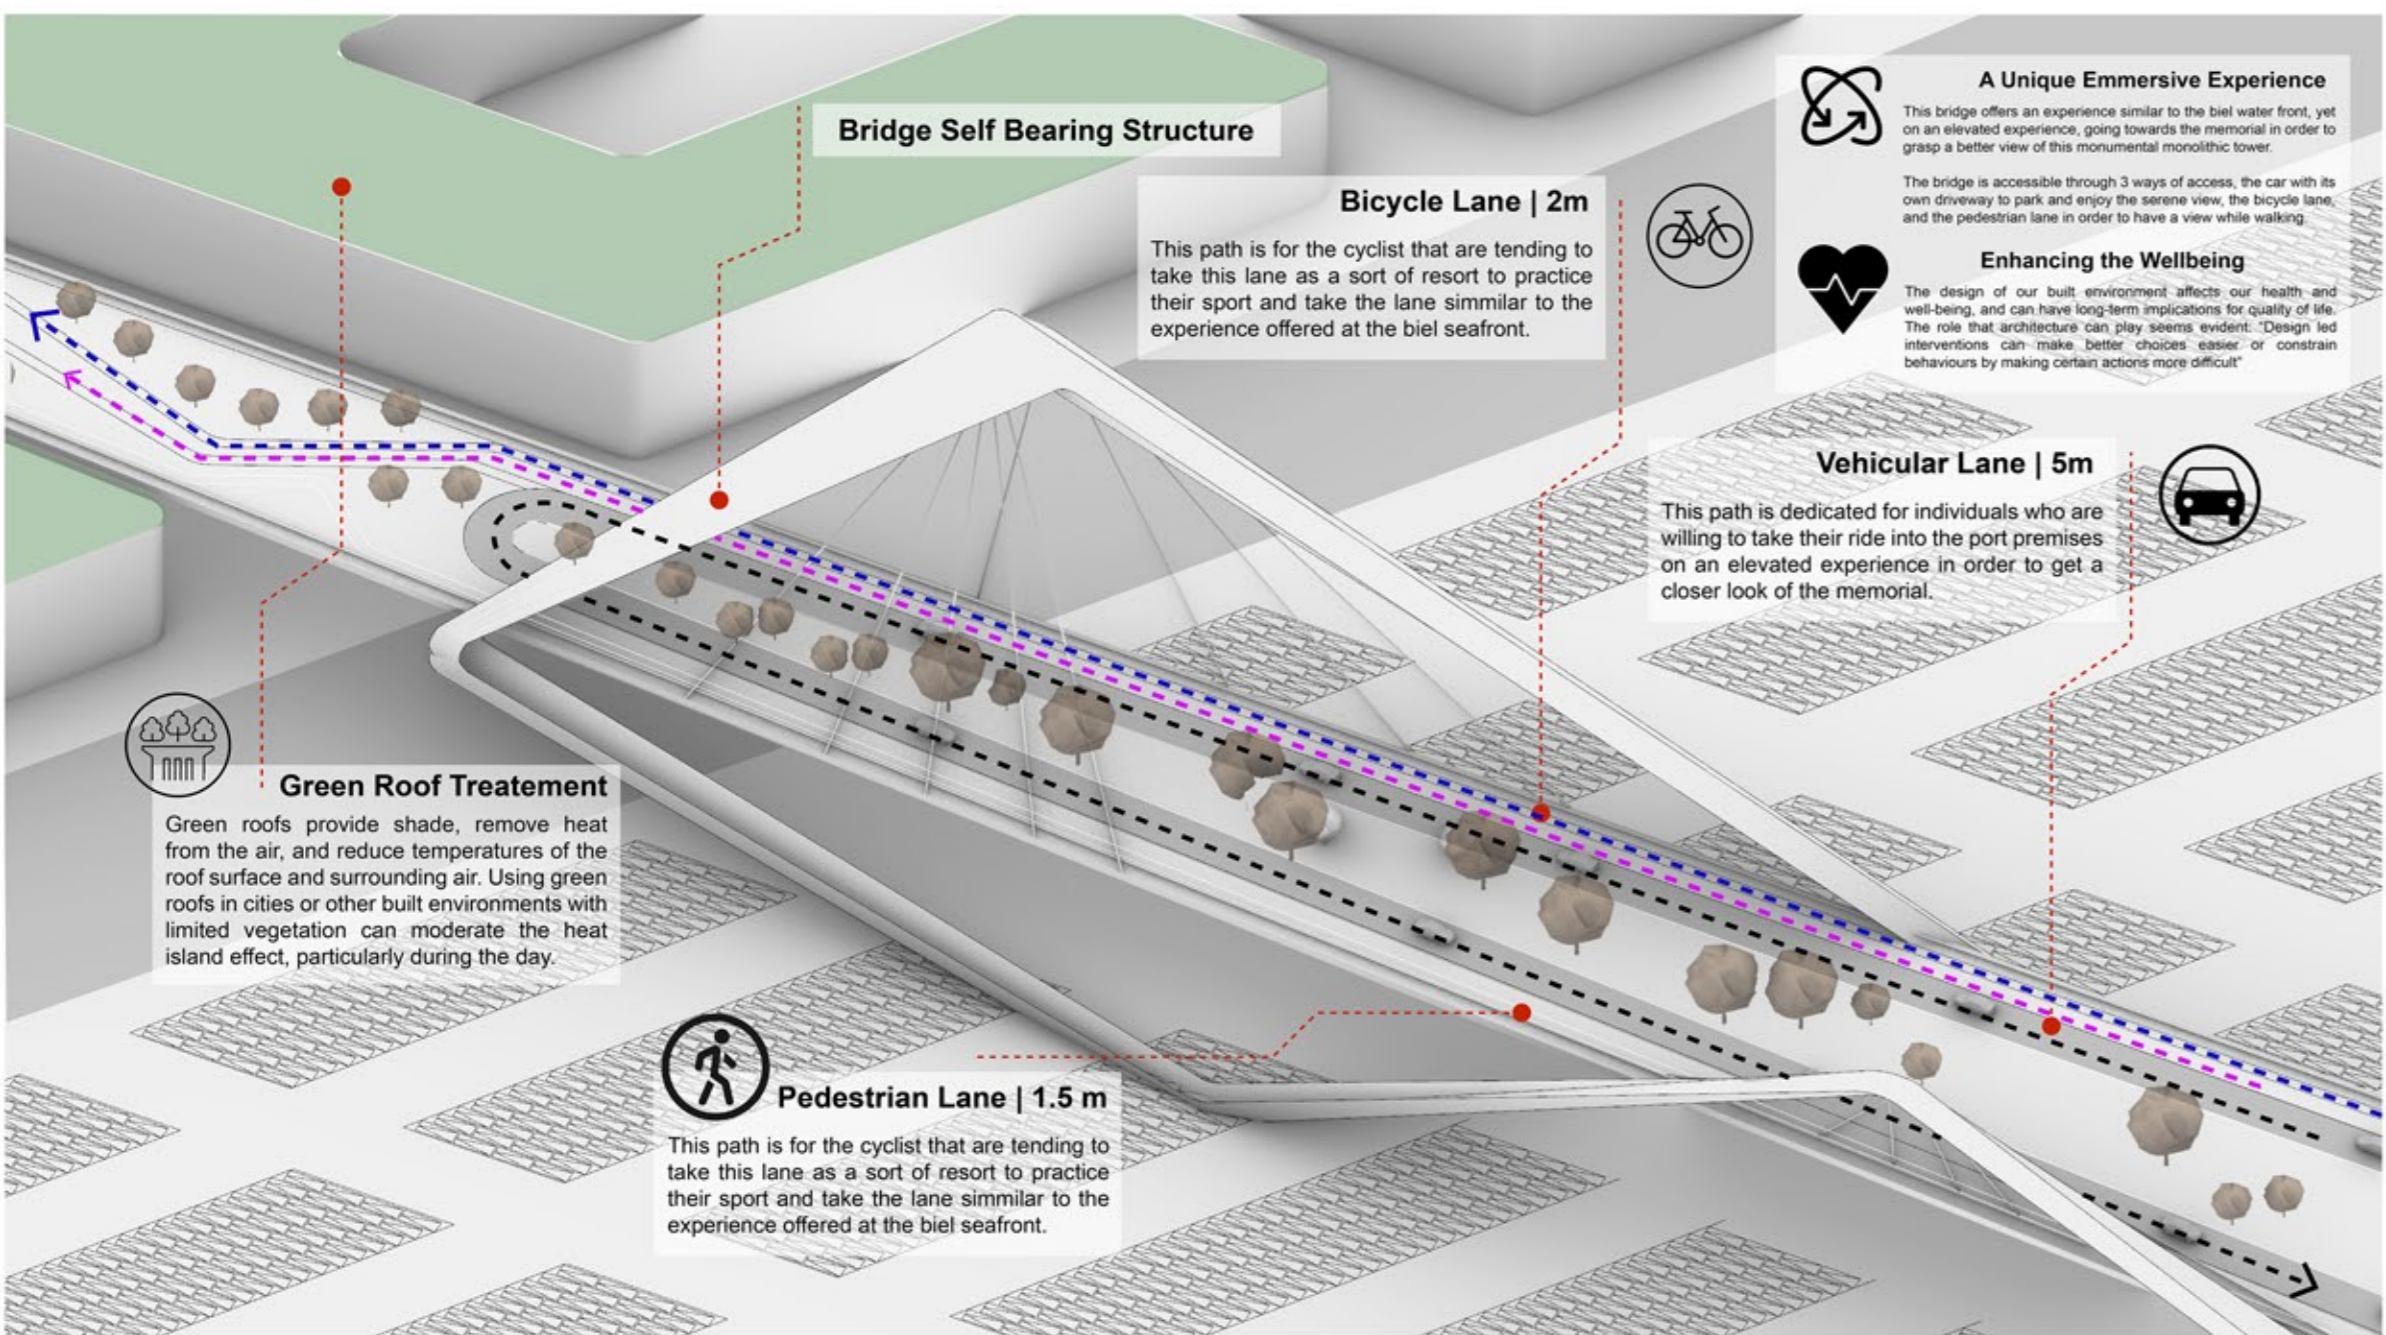 A Unique Emmersive Experience
This bridge offers an experience similar to the biel water front, yet
on an elevated experience, going towards the memorial in order to
grasp a better view of this monumental monolithic tower.
The bridge is accessible through 3 ways of access, the car with its
own driveway to park and enjoy the serene view, the bicycle lane,
and the pedestrian lane in order to have a view while walking.
Enhancing the Wellbeing
The design of our built environment affects our health and
well-being, and can have long-term implications for quality of life.
The role that architecture can play seems evident: “Design led
interventions can make better choices easier or constrain
behaviours by making certain actions more difficult”
Bridge Self Bearing Structure
Bicycle Lane | 2m
This path is for the cyclist that are tending to
take this lane as a sort of resort to practice
their sport and take the lane simmilar to the
experience offered at the biel seafront.
Vehicular Lane | 5m
This path is dedicated for individuals who are
willing to take their ride into the port premises
on an elevated experience in order to get a
closer look of the memorial.
Green Roof Treatement
Green roofs provide shade, remove heat
from the air, and reduce temperatures of the
roof surface and surrounding air. Using green
roofs in cities or other built environments with
limited vegetation can moderate the heat
island effect, particularly during the day.
Pedestrian Lane | 1.5 m
This path is for the cyclist that are tending to
take this lane as a sort of resort to practice
their sport and take the lane simmilar to the
experience offered at the biel seafront.